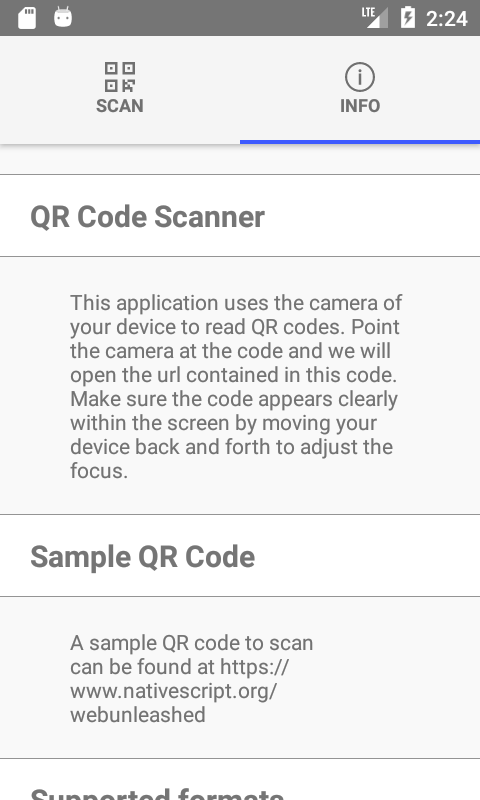 LTE 2:24
SCAN INFO
QR Code Scanner
This application uses the camera of
your device to read QR codes. Point
the camera at the code and we will
open the url contained in this code.
Make sure the code appears clearly
within the screen by moving your
device back and forth to adjust the
focus.
Sample QR Code
A sample QR code to scan
can be found at https://
www.nativescript.org/
webunleashed
Supported formats